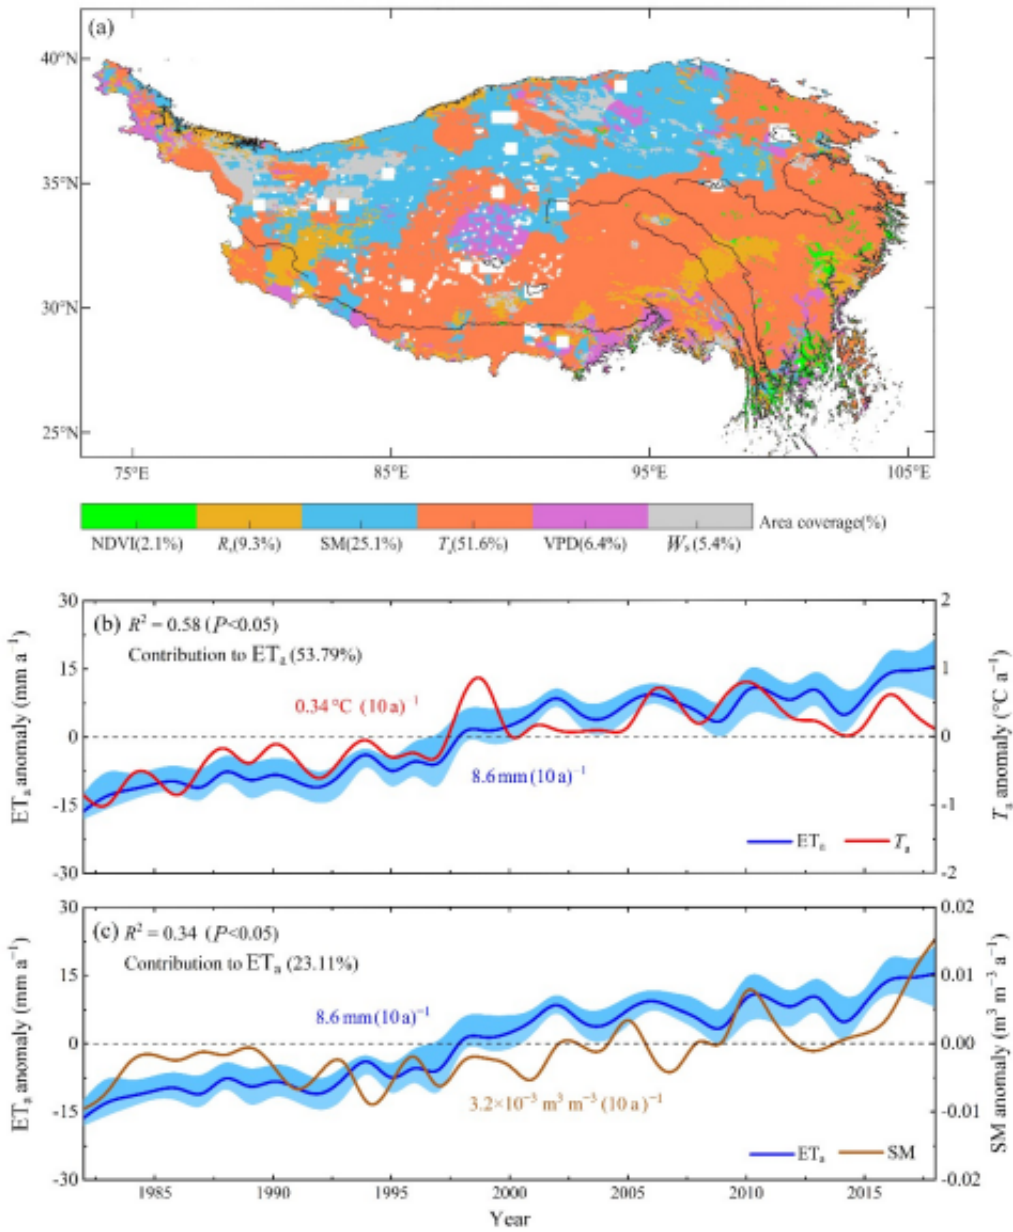 (a)
40°N
35°N
30°N
25°N
75°E 85°E 95°E 105°E
Area coverage(%)
NDVI(2.1%) Rₛ(9.3%) SM(25.1%) Tₐ(51.6%) VPD(6.4%) Wₛ(5.4%)
30 2
(b) R² = 0.58 (P<0.05)
Contribution to ETₐ (53.79%)
15 1
0.34 °C (10 a)⁻¹
0 0
8.6 mm (10 a)⁻¹
-15 -1
ETₐ Tₐ
-30 -2
ETₐ anomaly (mm a⁻¹)
Tₐ anomaly (°C a⁻¹)
30 0.02
(c) R² = 0.34 (P<0.05)
Contribution to ETₐ (23.11%)
15 0.01
8.6 mm (10 a)⁻¹
0 0.00
3.2×10⁻³ m³ m⁻³ (10 a)⁻¹
-15 -0.01
ETₐ SM
-30 -0.02
ETₐ anomaly (mm a⁻¹)
SM anomaly (m³ m⁻³ a⁻¹)
1985 1990 1995 2000 2005 2010 2015
Year